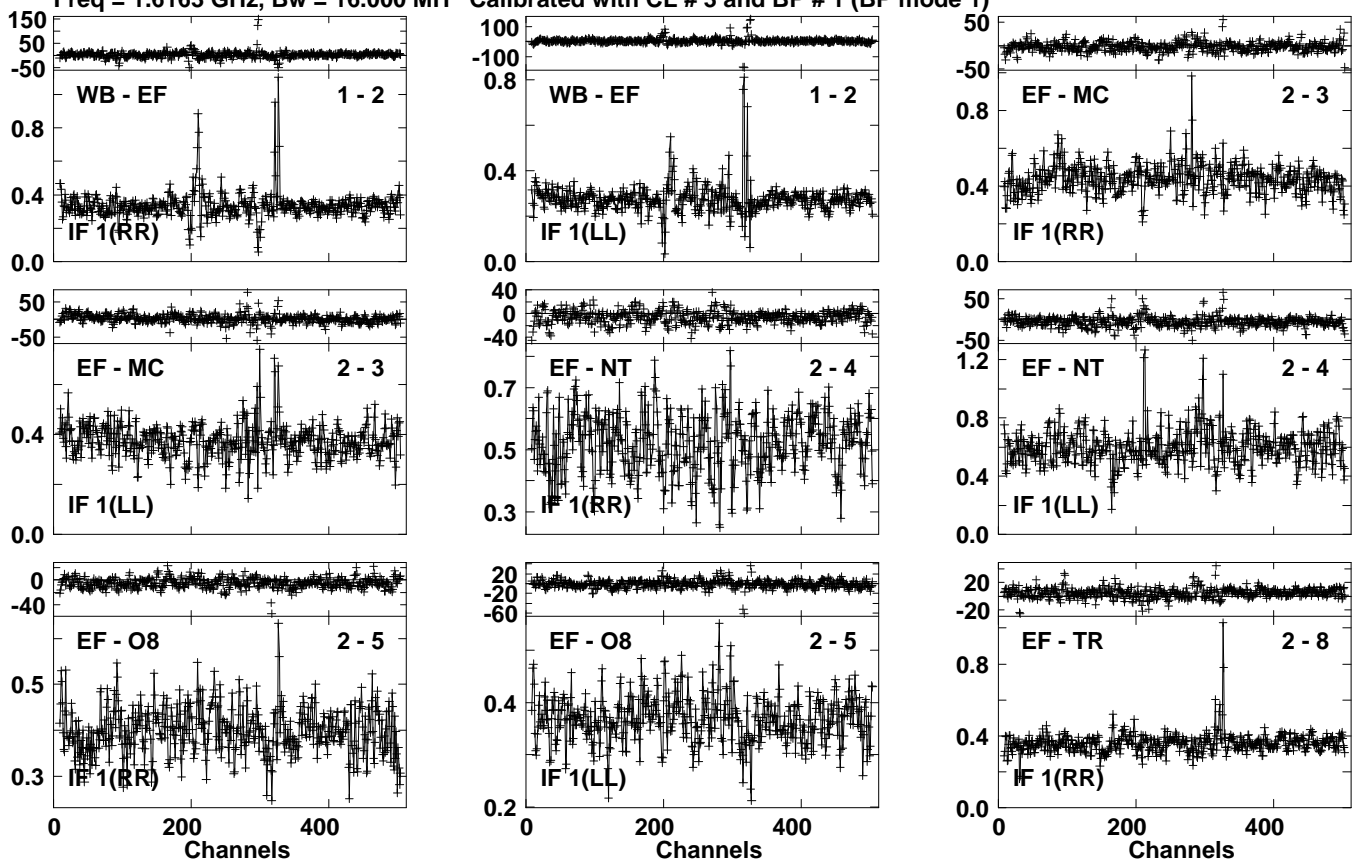 Freq = 1.6163 GHz, Bw = 16.000 MH Calibrated with CL # 3 and BP # 1 (BP mode 1)
150
50
-50
WB - EF 1 - 2
0.8
0.4
IF 1(RR)
0.0
100
-100
0.8
WB - EF 1 - 2
0.4
IF 1(LL)
0.0
50
-50
EF - MC 2 - 3
0.8
0.4
IF 1(RR)
0.0
50
-50
EF - MC 2 - 3
0.4
IF 1(LL)
0.0
40
0
-40
EF - NT 2 - 4
0.7
0.5
IF 1(RR)
0.3
50
-50
1.2
EF - NT 2 - 4
0.8
0.4
IF 1(LL)
0.0
0
-40
EF - O8 2 - 5
0.5
0.3
IF 1(RR)
0 200 400
Channels
20
-20
-60
EF - O8 2 - 5
0.4
IF 1(LL)
0.2
0 200 400
Channels
20
-20
EF - TR 2 - 8
0.8
0.4
IF 1(RR)
0.0
0 200 400
Channels